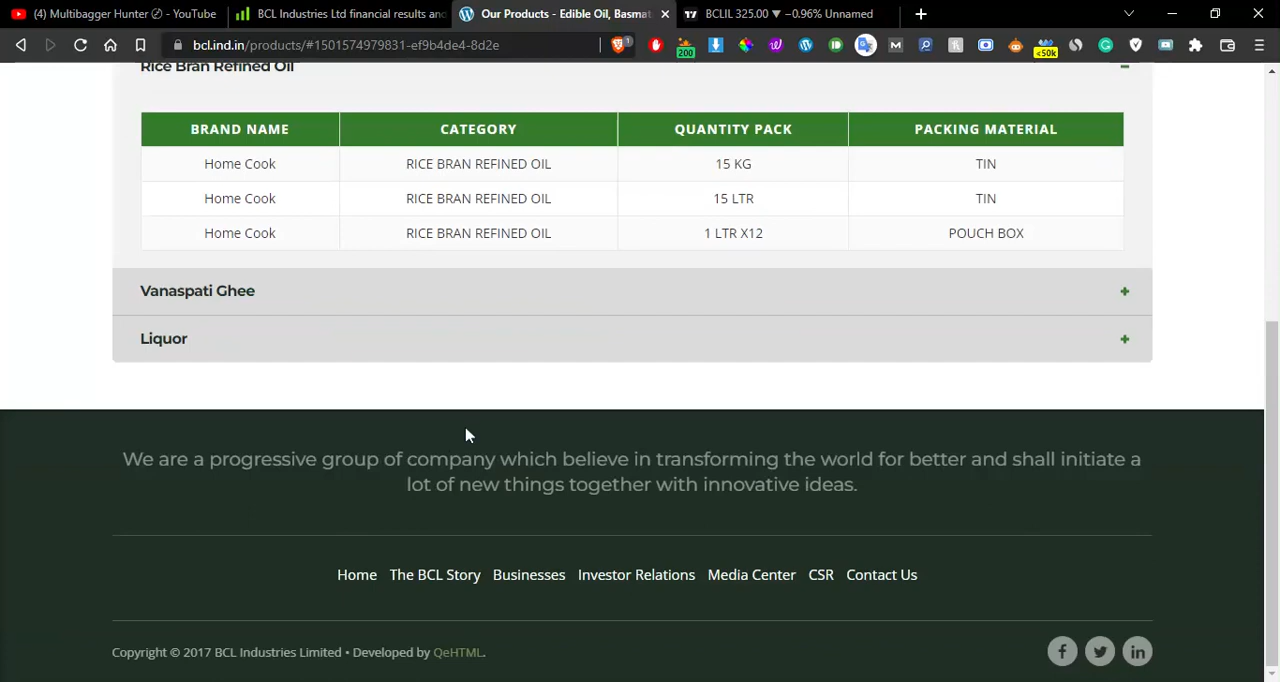 (4) Multibagger Hunter - YouTube
BCL Industries Ltd financial results and
Our Products - Edible Oil, Basmat
BCLIL 325.00 ▼ −0.96% Unnamed
bcl.ind.in/products/#1501574979831-ef9b4de4-8d2e
1
200
<50k
Rice Bran Refined Oil
BRAND NAME CATEGORY QUANTITY PACK PACKING MATERIAL
Home Cook RICE BRAN REFINED OIL 15 KG TIN
Home Cook RICE BRAN REFINED OIL 15 LTR TIN
Home Cook RICE BRAN REFINED OIL 1 LTR X12 POUCH BOX
Vanaspati Ghee
Liquor
We are a progressive group of company which believe in transforming the world for better and shall initiate a
lot of new things together with innovative ideas.
Home The BCL Story Businesses Investor Relations Media Center CSR Contact Us
Copyright © 2017 BCL Industries Limited • Developed by QeHTML.